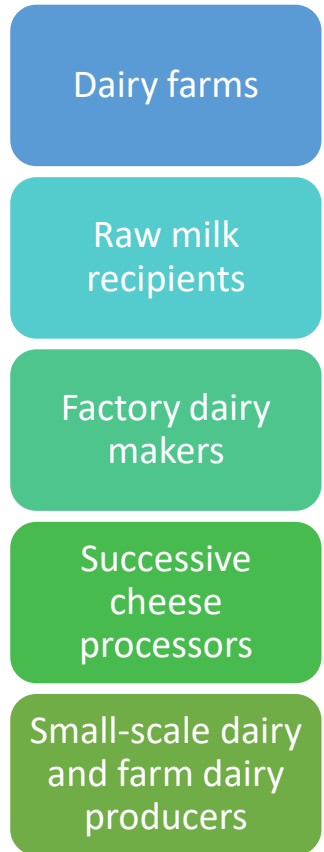 Dairy farms
Raw milk
recipients
Factory dairy
makers
Successive
cheese
processors
Small-scale dairy
and farm dairy
producers